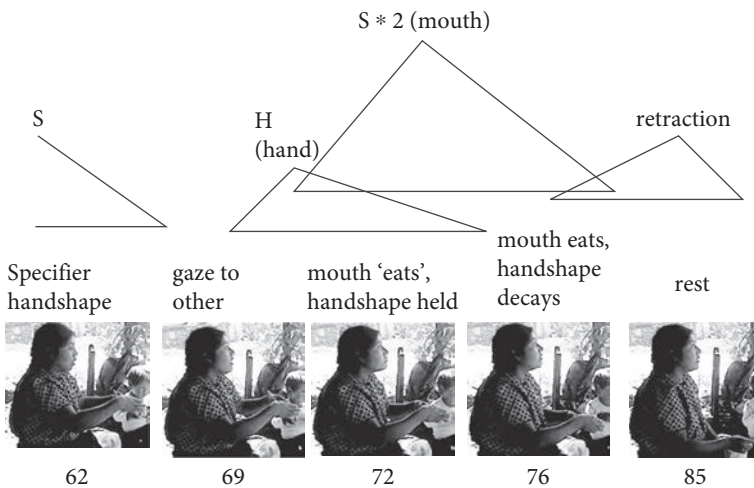 S ∗ 2 (mouth)
S
H
(hand)
retraction
Specifier
handshape
gaze to
other
mouth ‘eats’,
handshape held
mouth eats,
handshape
decays
rest
62
69
72
76
85